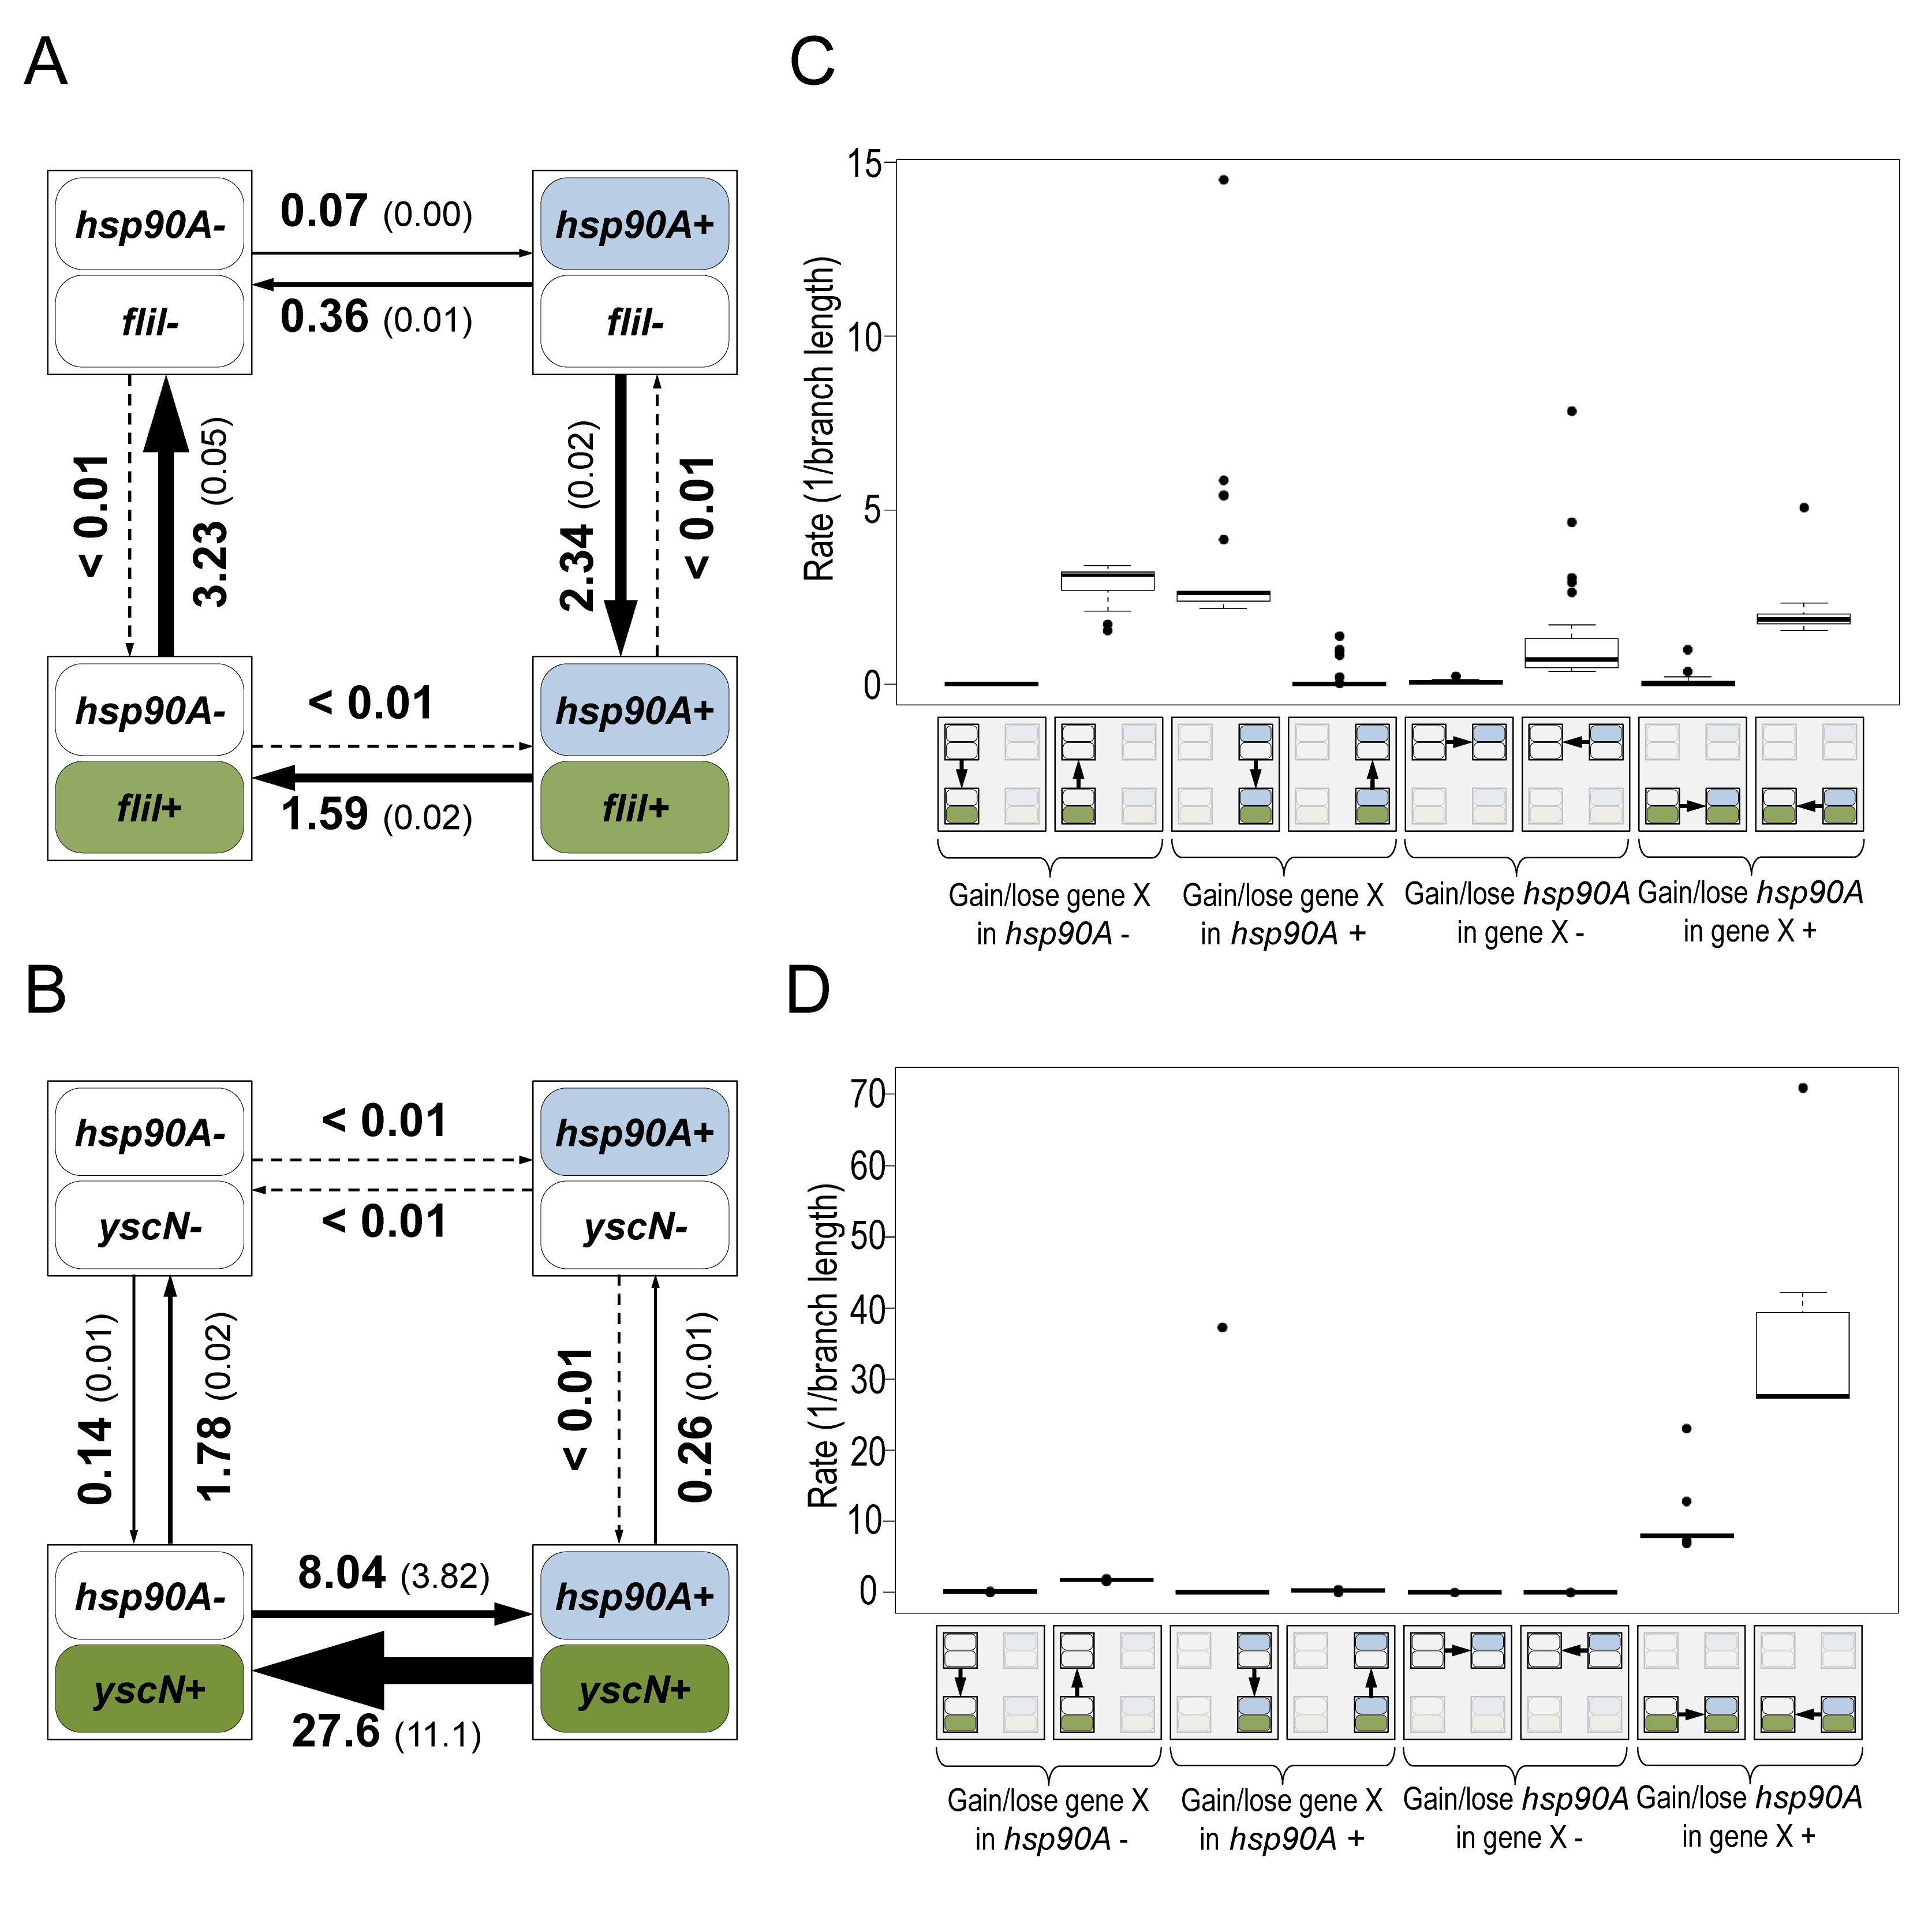 A
hsp90A-
fliI-
0.07 (0.00)
0.36 (0.01)
hsp90A+
fliI-
< 0.01
3.23 (0.05)
2.34 (0.02)
< 0.01
hsp90A-
fliI+
< 0.01
1.59 (0.02)
hsp90A+
fliI+
B
hsp90A-
yscN-
< 0.01
< 0.01
hsp90A+
yscN-
0.14 (0.01)
1.78 (0.02)
< 0.01
0.26 (0.01)
hsp90A-
yscN+
8.04 (3.82)
27.6 (11.1)
hsp90A+
yscN+
C
Rate (1/branch length)
15
10
5
0
Gain/lose gene X
in hsp90A -
Gain/lose gene X
in hsp90A +
Gain/lose hsp90A
in gene X -
Gain/lose hsp90A
in gene X +
D
Rate (1/branch length)
70
60
50
40
30
20
10
0
Gain/lose gene X
in hsp90A -
Gain/lose gene X
in hsp90A +
Gain/lose hsp90A
in gene X -
Gain/lose hsp90A
in gene X +